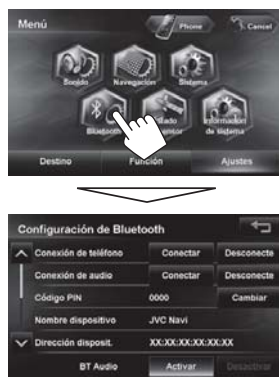 Menú
Phone
Cancel
Sonido Navegación Sistema
Bluetooth
Información
de sistema
Destino Función Ajustes
Configuración de Bluetooth
Conexión de teléfono Conectar Desconecte
Conexión de audio Conectar Desconecte
Código PIN 0000 Cambiar
Nombre dispositivo JVC Navi
Dirección disposit. XX:XX:XX:XX:XX:XX
BT Audio Activar Desactivar